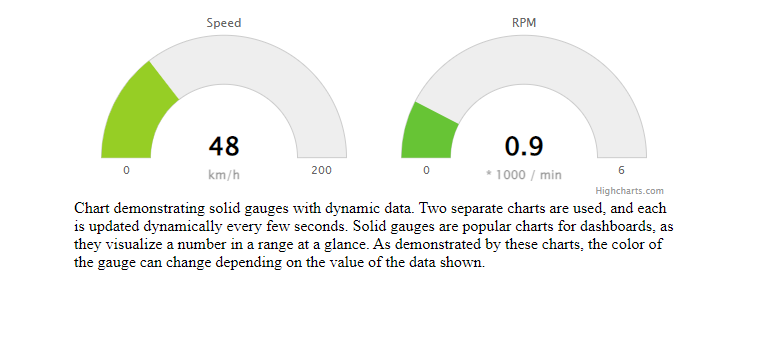 Speed
RPM
48
km/h
0
200
0.9
* 1000 / min
0
6
Highcharts.com
Chart demonstrating solid gauges with dynamic data. Two separate charts are used, and each
is updated dynamically every few seconds. Solid gauges are popular charts for dashboards, as
they visualize a number in a range at a glance. As demonstrated by these charts, the color of
the gauge can change depending on the value of the data shown.